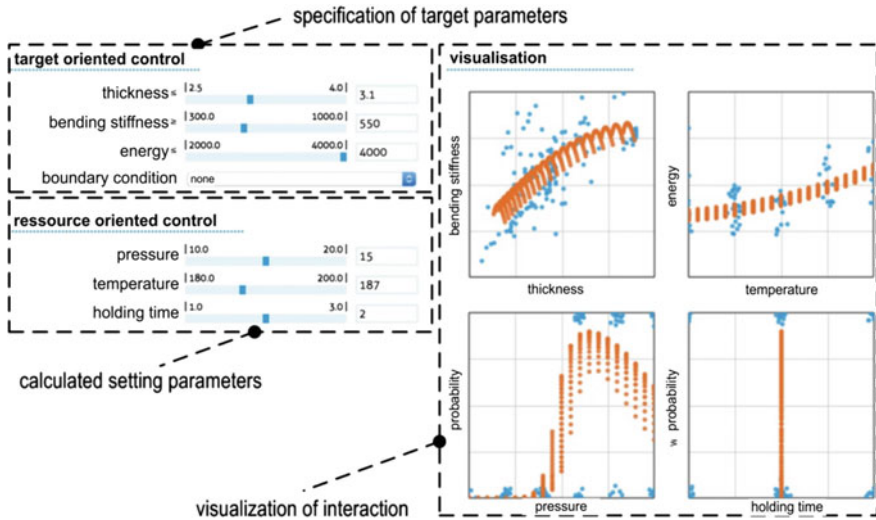 specification of target parameters
target oriented control
|2.5 4.0|
thickness≤ 3.1
|300.0 1000.0|
bending stiffness≥ 550
|2000.0 4000.0|
energy≤ 4000
boundary condition none
ressource oriented control
|10.0 20.0|
pressure 15
|180.0 200.0|
temperature 187
|1.0 3.0|
holding time 2
calculated setting parameters
visualization of interaction
visualisation
bending stiffness
thickness
energy
temperature
probability
pressure
w probability
holding time